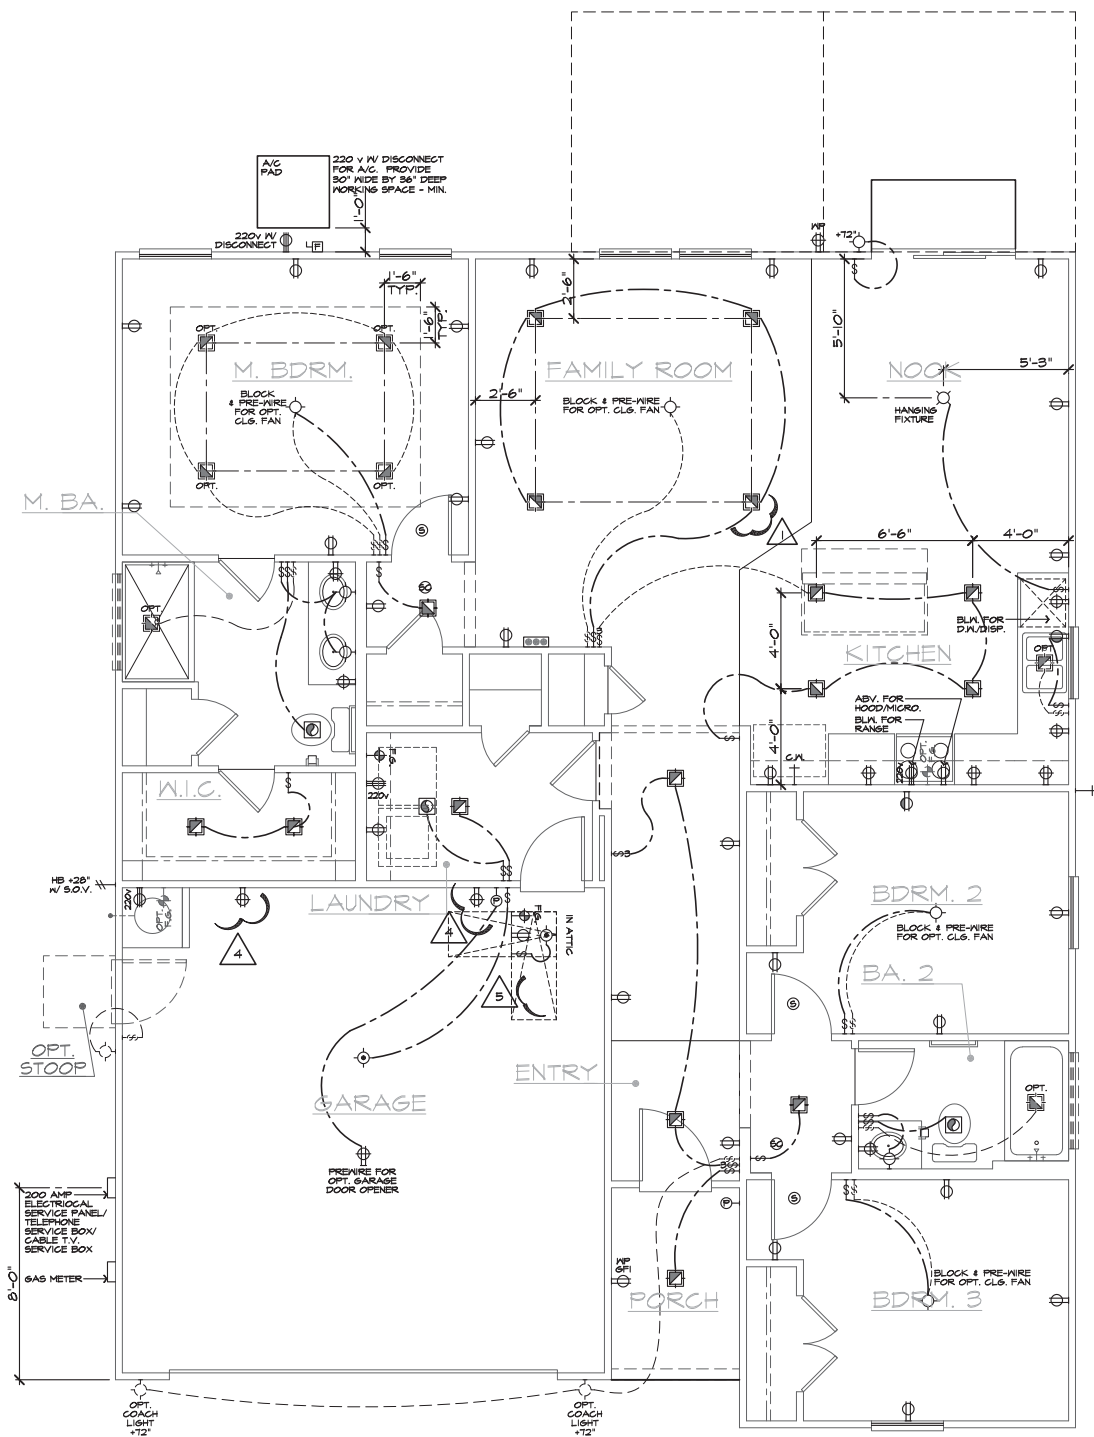 A/C
PAD
220 V W/ DISCONNECT
FOR A/C. PROVIDE
30" WIDE BY 36" DEEP
WORKING SPACE - MIN.
1'-0"
220V W/
DISCONNECT
F
WP
+72"
1'-6"
TYP.
1'-6"
TYP.
2'-6"
5'-10"
OPT.
OPT.
M. BDRM.
FAMILY ROOM
NOOK
5'-3"
BLOCK
& PRE-WIRE
FOR OPT.
CLG. FAN
2'-6"
BLOCK & PRE-WIRE
FOR OPT. CLG. FAN
HANGING
FIXTURE
OPT.
OPT.
M. BA.
S
1
6'-6"
4'-0"
OPT.
BLW. FOR
D.W./DISP.
4'-0"
KITCHEN
OPT.
ABV. FOR
HOOD/MICRO.
BLW. FOR
RANGE
4'-0"
C.W.
220V
OPT.
F.G.
W.I.C.
220V
HB +28"
W/ S.O.V.
220V
OPT.
F.G.
LAUNDRY
P
F.G.
IN ATTIC
4
4
5
BDRM. 2
BLOCK & PRE-WIRE
FOR OPT. CLG. FAN
BA. 2
S
OPT.
STOOP
ENTRY
GARAGE
OPT.
PREWIRE FOR
OPT. GARAGE
DOOR OPENER
200 AMP
ELECTRIOCAL
SERVICE PANEL/
TELEPHONE
SERVICE BOX/
CABLE T.V.
SERVICE BOX
GAS METER
8'-0"
S
P
WP
GFI
PORCH
BLOCK & PRE-WIRE
FOR OPT. CLG. FAN
BDRM. 3
OPT.
COACH
LIGHT
+72"
OPT.
COACH
LIGHT
+72"